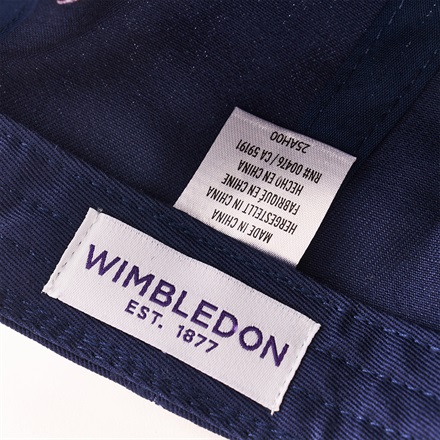 MADE IN CHINA
HERGESTELLT IN CHINA
FABRIQUÉ EN CHINE
HECHO EN CHINA
RN# 00476 / CA 59191
25AH00
WIMBLEDON
EST. 1877